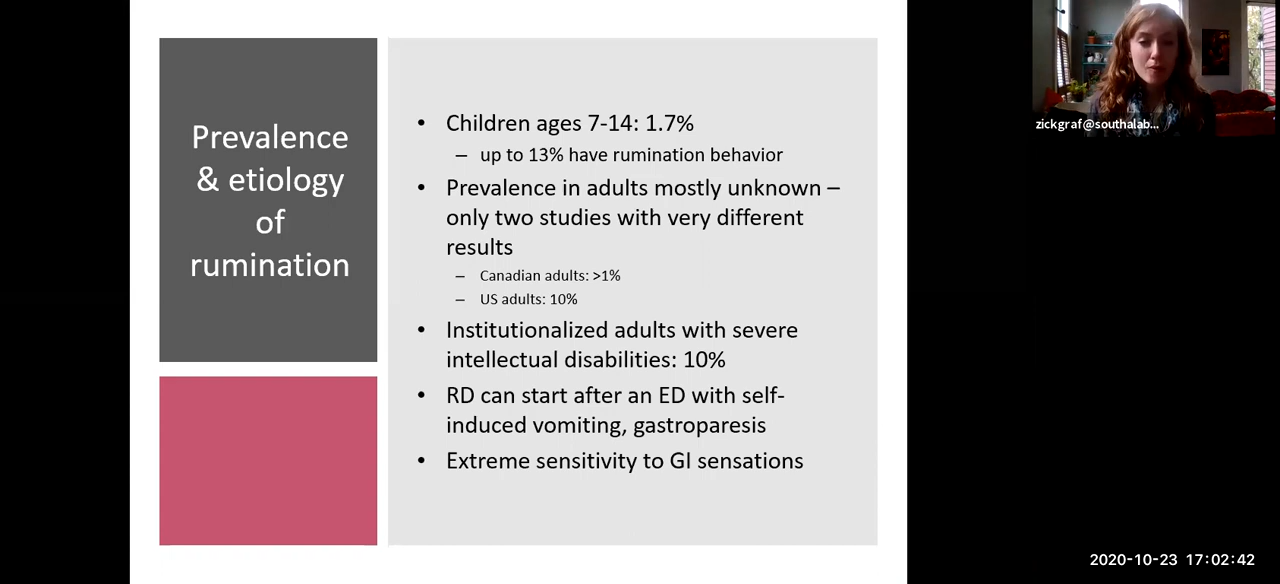 Prevalence
& etiology
of
rumination
• Children ages 7-14: 1.7%
– up to 13% have rumination behavior
• Prevalence in adults mostly unknown –
only two studies with very different
results
– Canadian adults: >1%
– US adults: 10%
• Institutionalized adults with severe
intellectual disabilities: 10%
• RD can start after an ED with self-
induced vomiting, gastroparesis
• Extreme sensitivity to GI sensations
zickgraf@southalab...
2020-10-23 17:02:42